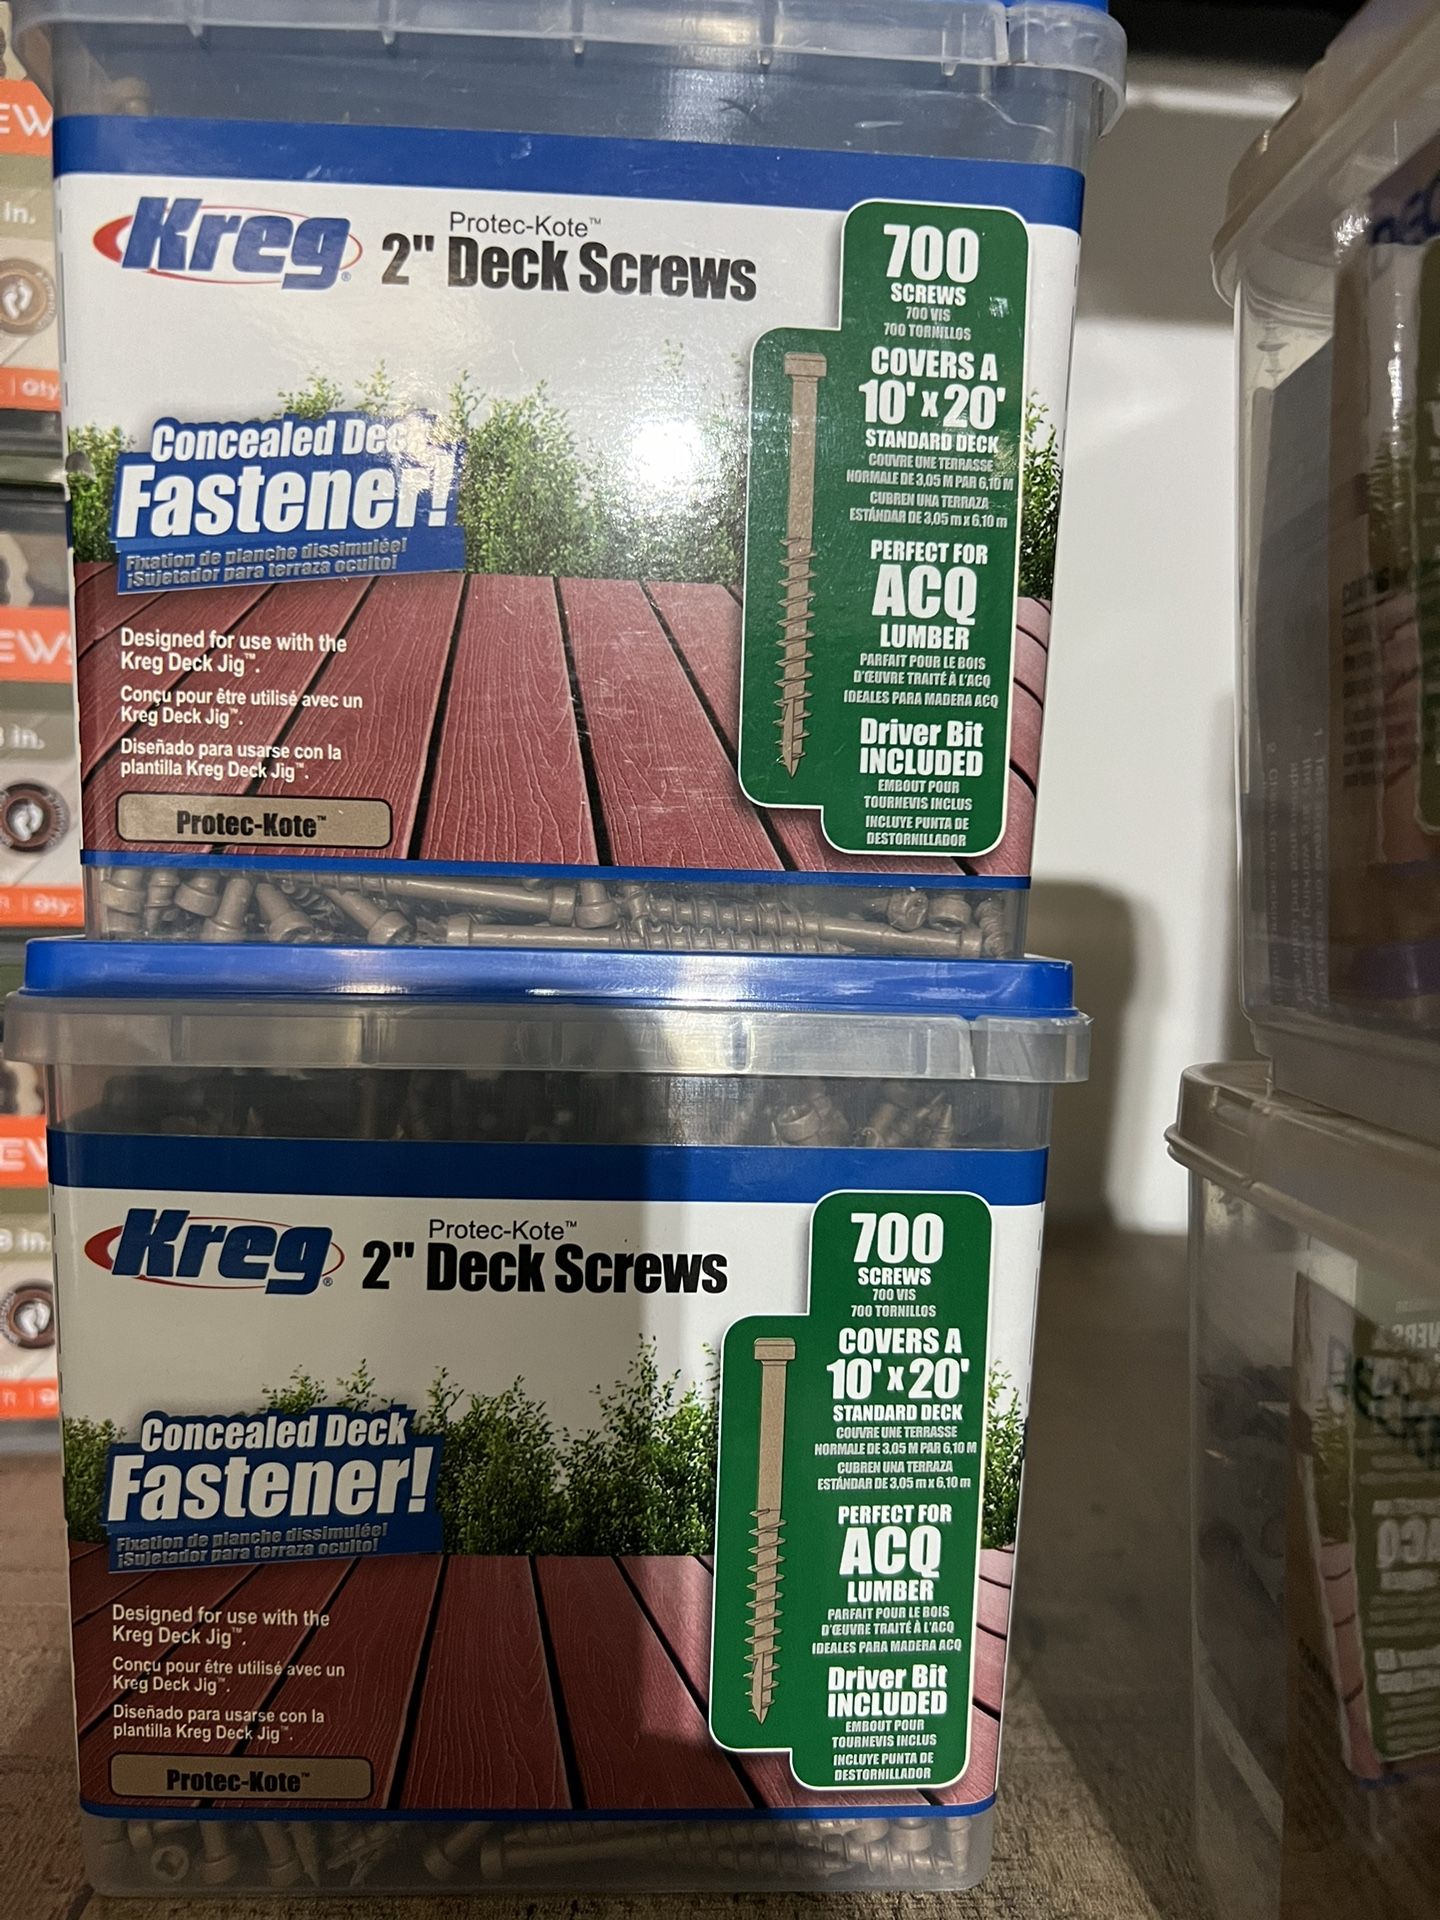 Kreg®
Protec-Kote™
2" Deck Screws
700
SCREWS
700 VIS
700 TORNILLOS
COVERS A
10' x 20'
STANDARD DECK
COUVRE UNE TERRASSE
NORMALE DE 3,05 M PAR 6,10 M
CUBREN UNA TERRAZA
ESTÁNDAR DE 3,05 m x 6,10 m
PERFECT FOR
ACQ
LUMBER
PARFAIT POUR LE BOIS
D'ŒUVRE TRAITÉ À L'ACQ
IDEALES PARA MADERA ACQ
Driver Bit
INCLUDED
EMBOUT POUR
TOURNEVIS INCLUS
INCLUYE PUNTA DE
DESTORNILLADOR
Concealed Deck
Fastener!
Fixation de planche dissimulée!
¡Sujetador para terraza oculto!
Designed for use with the
Kreg Deck Jig™.
Conçu pour être utilisé avec un
Kreg Deck Jig™.
Diseñado para usarse con la
plantilla Kreg Deck Jig™.
Protec-Kote™
Kreg®
Protec-Kote™
2" Deck Screws
700
SCREWS
700 VIS
700 TORNILLOS
COVERS A
10' x 20'
STANDARD DECK
COUVRE UNE TERRASSE
NORMALE DE 3,05 M PAR 6,10 M
CUBREN UNA TERRAZA
ESTÁNDAR DE 3,05 m x 6,10 m
PERFECT FOR
ACQ
LUMBER
PARFAIT POUR LE BOIS
D'ŒUVRE TRAITÉ À L'ACQ
IDEALES PARA MADERA ACQ
Driver Bit
INCLUDED
EMBOUT POUR
TOURNEVIS INCLUS
INCLUYE PUNTA DE
DESTORNILLADOR
Concealed Deck
Fastener!
Fixation de planche dissimulée!
¡Sujetador para terraza oculto!
Designed for use with the
Kreg Deck Jig™.
Conçu pour être utilisé avec un
Kreg Deck Jig™.
Diseñado para usarse con la
plantilla Kreg Deck Jig™.
Protec-Kote™
in.
Qty
in.
Qty:
in.
ACQ